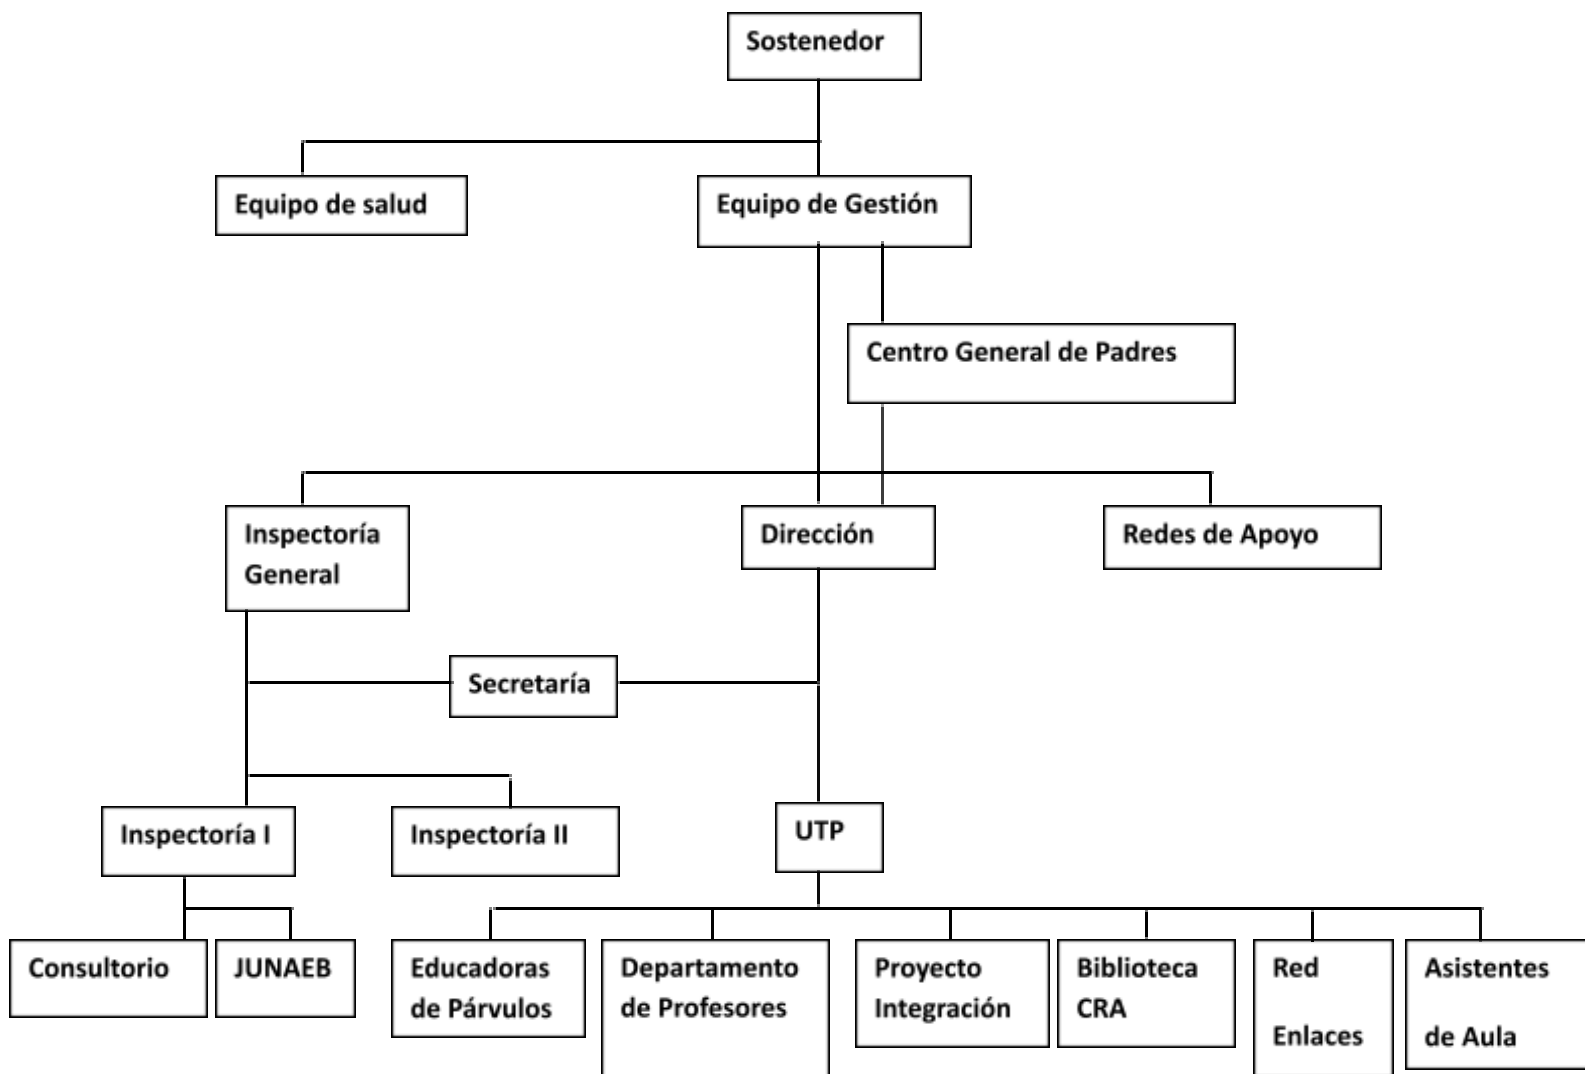 Sostenedor
Equipo de salud
Equipo de Gestión
Centro General de Padres
Inspectoría
General
Dirección
Redes de Apoyo
Secretaría
Inspectoría I
Inspectoría II
UTP
Consultorio
JUNAEB
Educadoras
de Párvulos
Departamento
de Profesores
Proyecto
Integración
Biblioteca
CRA
Red
Enlaces
Asistentes
de Aula